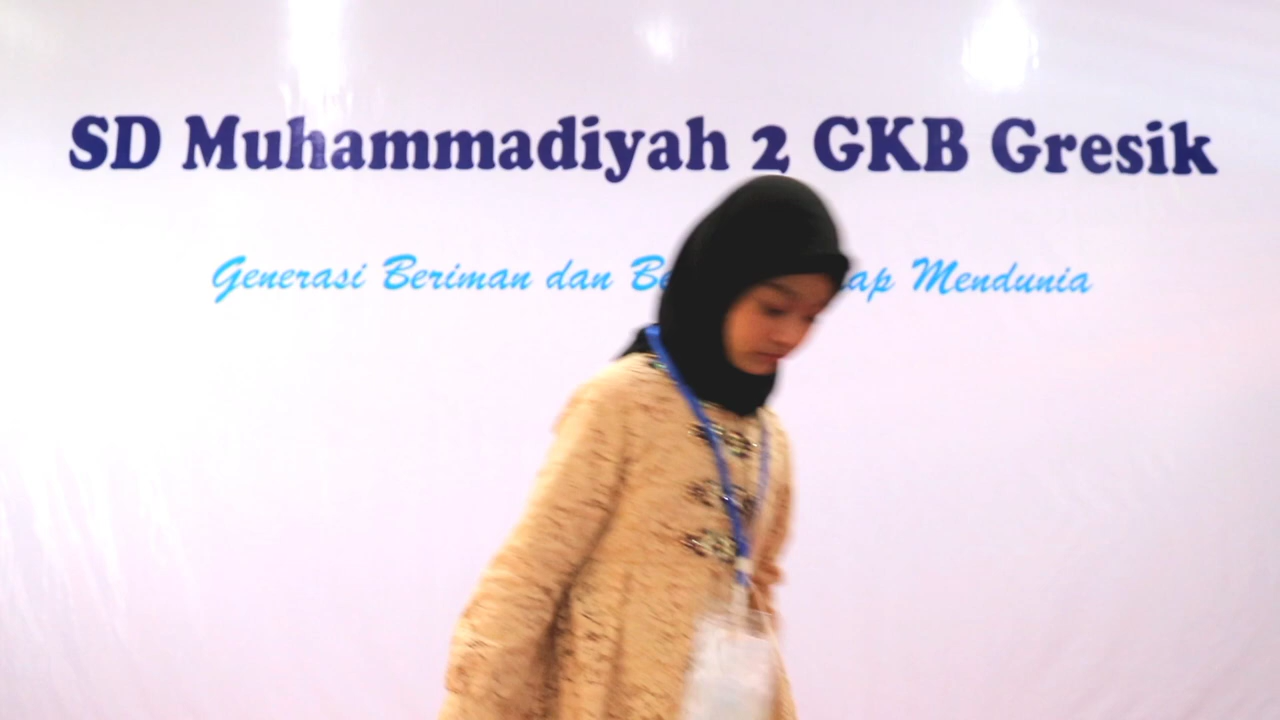 SD Muhammadiyah 2 GKB Gresik
Generasi Beriman dan Mendunia